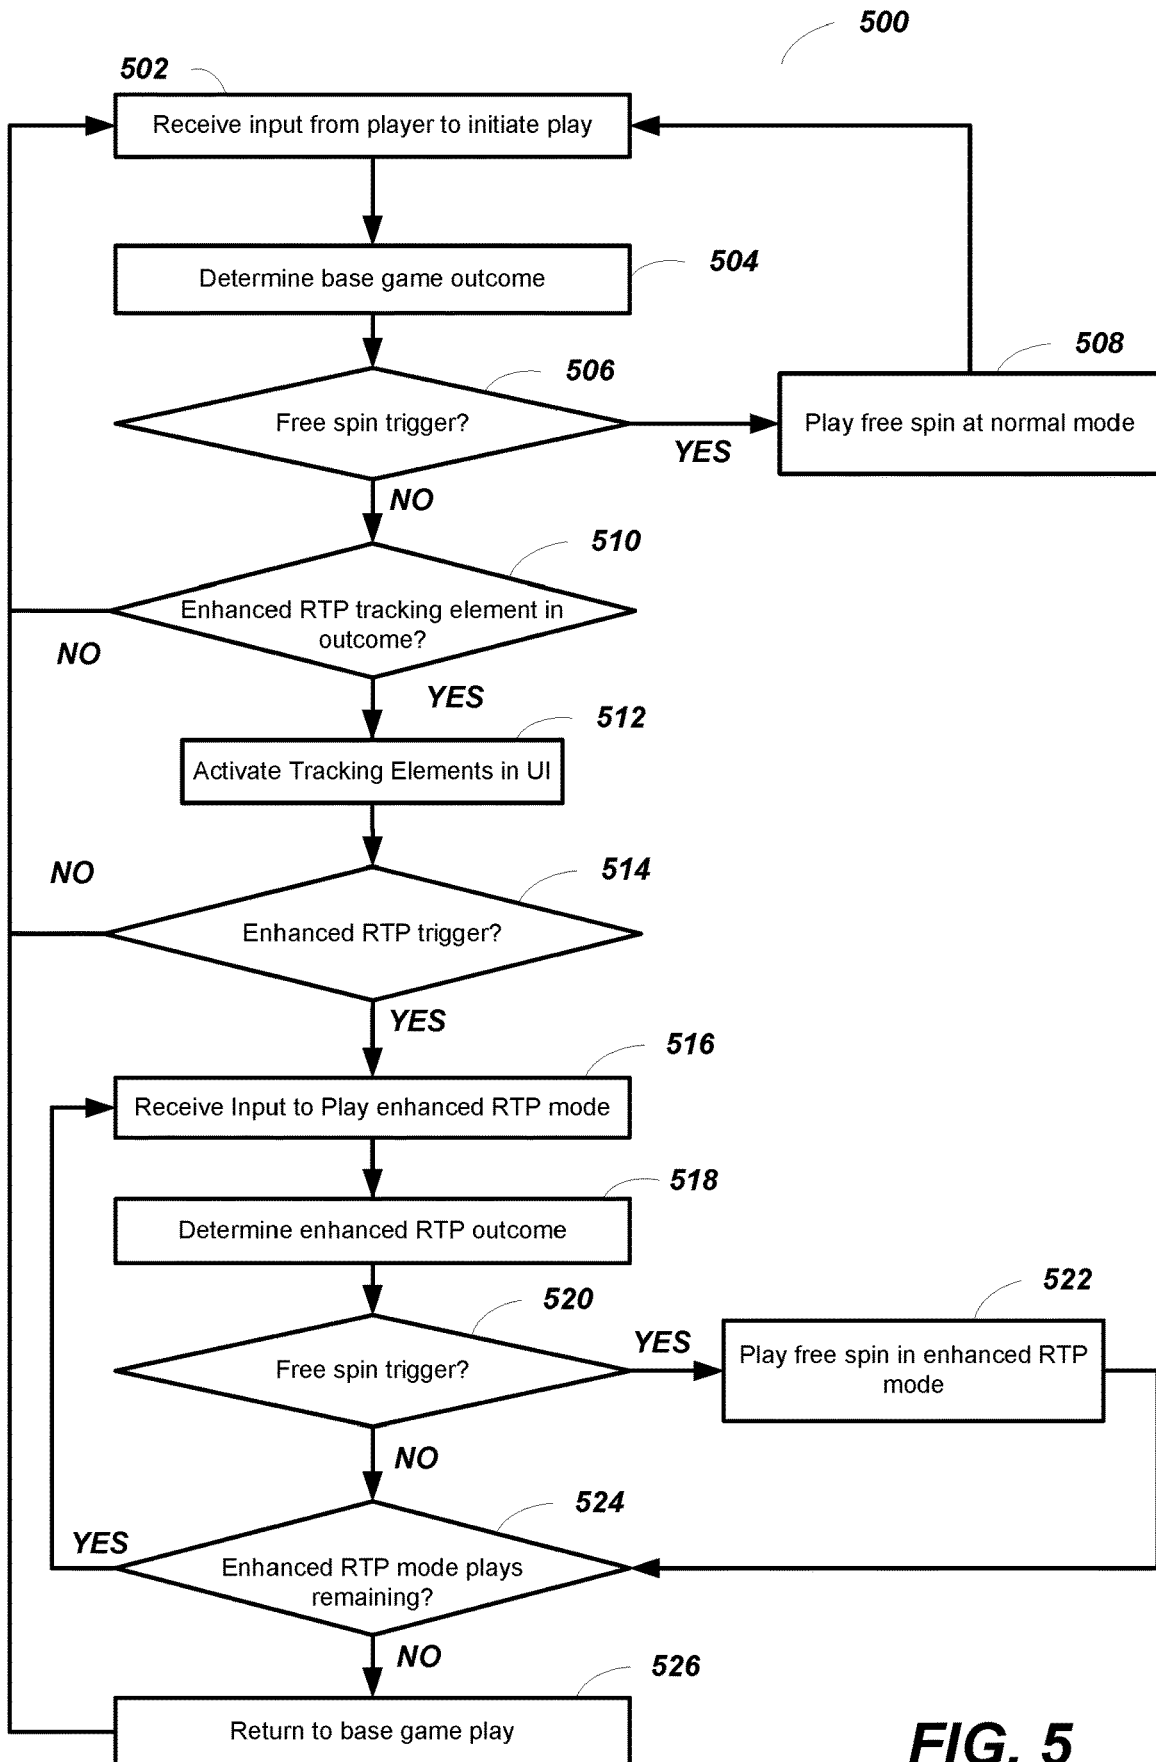 500
502
Receive input from player to initiate play
Determine base game outcome
504
506
508
Free spin trigger?
Play free spin at normal mode
YES
NO
510
Enhanced RTP tracking element in
outcome?
NO
YES
512
Activate Tracking Elements in UI
NO
514
Enhanced RTP trigger?
YES
516
Receive Input to Play enhanced RTP mode
518
Determine enhanced RTP outcome
520
522
Free spin trigger?
YES
Play free spin in enhanced RTP
mode
NO
524
YES
Enhanced RTP mode plays
remaining?
NO
526
Return to base game play
FIG. 5